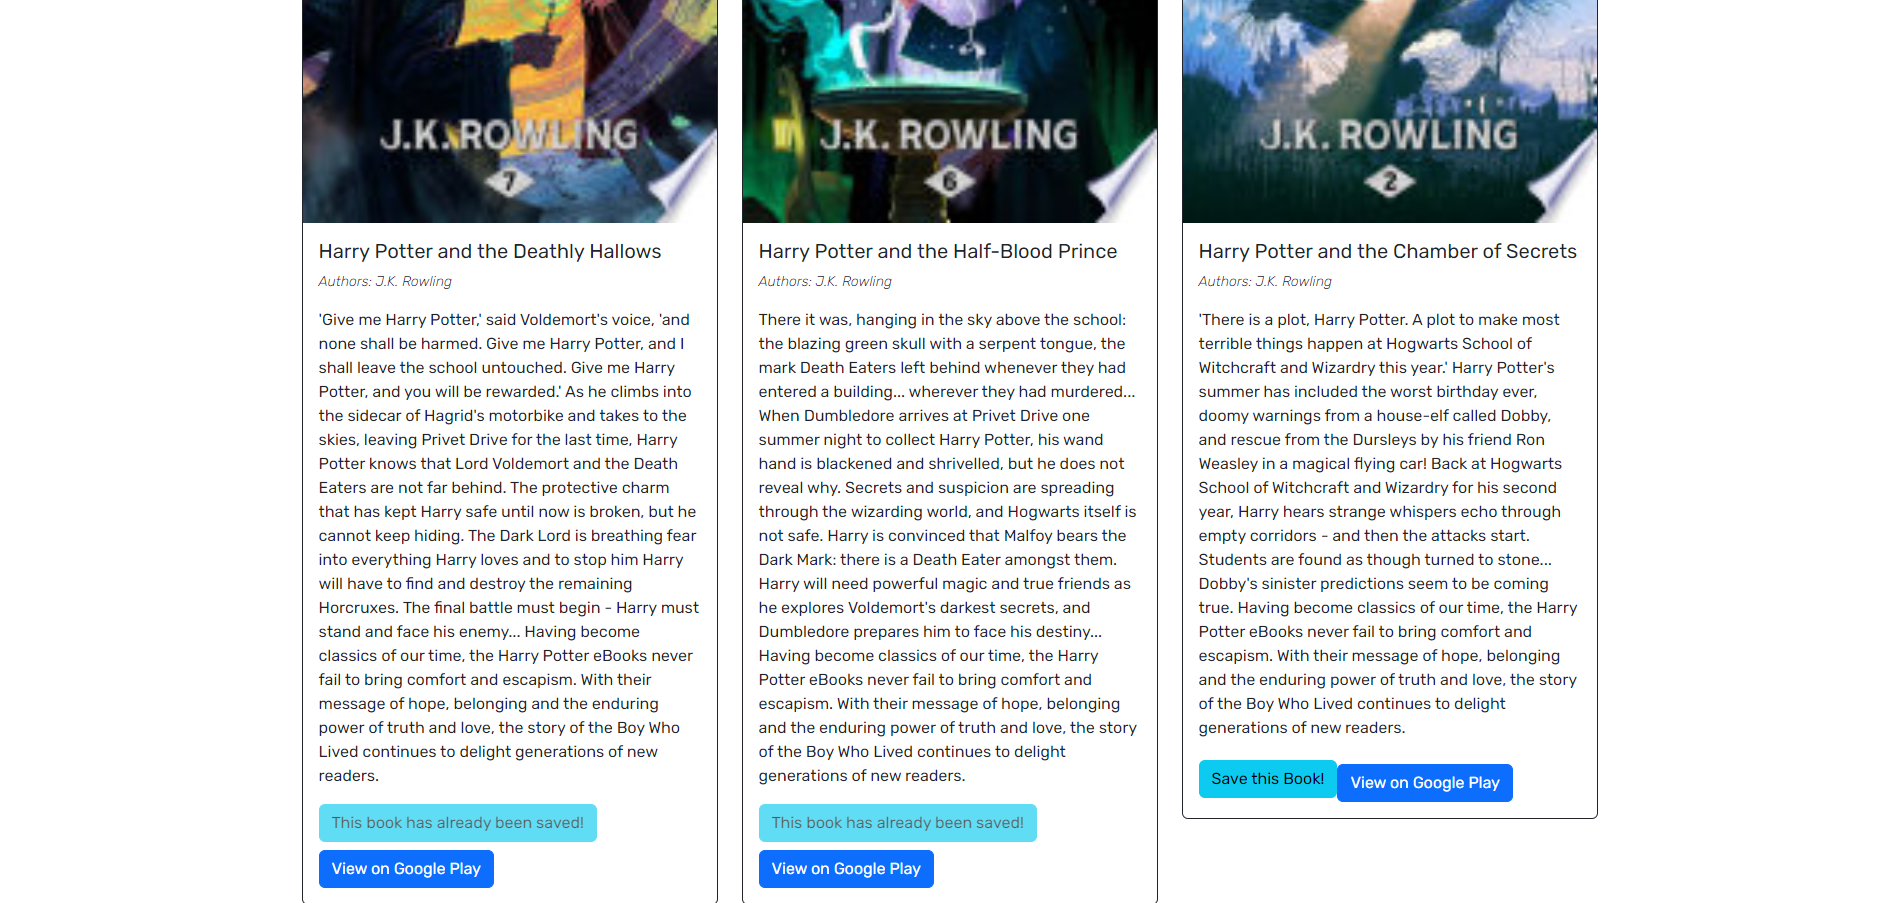 J.K. ROWLING
7
Harry Potter and the Deathly Hallows
Authors: J.K. Rowling
'Give me Harry Potter,' said Voldemort's voice, 'and
none shall be harmed. Give me Harry Potter, and I
shall leave the school untouched. Give me Harry
Potter, and you will be rewarded.' As he climbs into
the sidecar of Hagrid's motorbike and takes to the
skies, leaving Privet Drive for the last time, Harry
Potter knows that Lord Voldemort and the Death
Eaters are not far behind. The protective charm
that has kept Harry safe until now is broken, but he
cannot keep hiding. The Dark Lord is breathing fear
into everything Harry loves and to stop him Harry
will have to find and destroy the remaining
Horcruxes. The final battle must begin - Harry must
stand and face his enemy... Having become
classics of our time, the Harry Potter eBooks never
fail to bring comfort and escapism. With their
message of hope, belonging and the enduring
power of truth and love, the story of the Boy Who
Lived continues to delight generations of new
readers.
This book has already been saved!
View on Google Play
J.K. ROWLING
6
Harry Potter and the Half-Blood Prince
Authors: J.K. Rowling
There it was, hanging in the sky above the school:
the blazing green skull with a serpent tongue, the
mark Death Eaters left behind whenever they had
entered a building... wherever they had murdered...
When Dumbledore arrives at Privet Drive one
summer night to collect Harry Potter, his wand
hand is blackened and shrivelled, but he does not
reveal why. Secrets and suspicion are spreading
through the wizarding world, and Hogwarts itself is
not safe. Harry is convinced that Malfoy bears the
Dark Mark: there is a Death Eater amongst them.
Harry will need powerful magic and true friends as
he explores Voldemort's darkest secrets, and
Dumbledore prepares him to face his destiny...
Having become classics of our time, the Harry
Potter eBooks never fail to bring comfort and
escapism. With their message of hope, belonging
and the enduring power of truth and love, the story
of the Boy Who Lived continues to delight
generations of new readers.
This book has already been saved!
View on Google Play
J.K. ROWLING
2
Harry Potter and the Chamber of Secrets
Authors: J.K. Rowling
'There is a plot, Harry Potter. A plot to make most
terrible things happen at Hogwarts School of
Witchcraft and Wizardry this year.' Harry Potter's
summer has included the worst birthday ever,
doomy warnings from a house-elf called Dobby,
and rescue from the Dursleys by his friend Ron
Weasley in a magical flying car! Back at Hogwarts
School of Witchcraft and Wizardry for his second
year, Harry hears strange whispers echo through
empty corridors - and then the attacks start.
Students are found as though turned to stone...
Dobby's sinister predictions seem to be coming
true. Having become classics of our time, the Harry
Potter eBooks never fail to bring comfort and
escapism. With their message of hope, belonging
and the enduring power of truth and love, the story
of the Boy Who Lived continues to delight
generations of new readers.
Save this Book!
View on Google Play